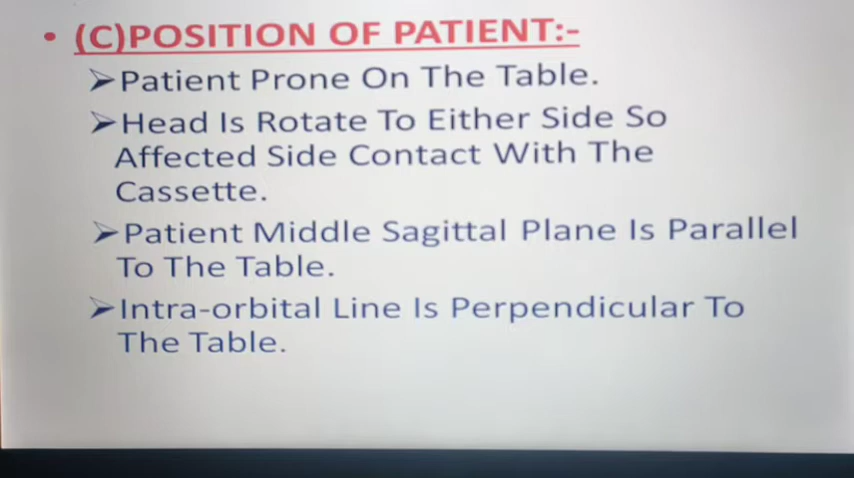 • (C)POSITION OF PATIENT:-
➢Patient Prone On The Table.
➢Head Is Rotate To Either Side So
Affected Side Contact With The
Cassette.
➢Patient Middle Sagittal Plane Is Parallel
To The Table.
➢Intra-orbital Line Is Perpendicular To
The Table.